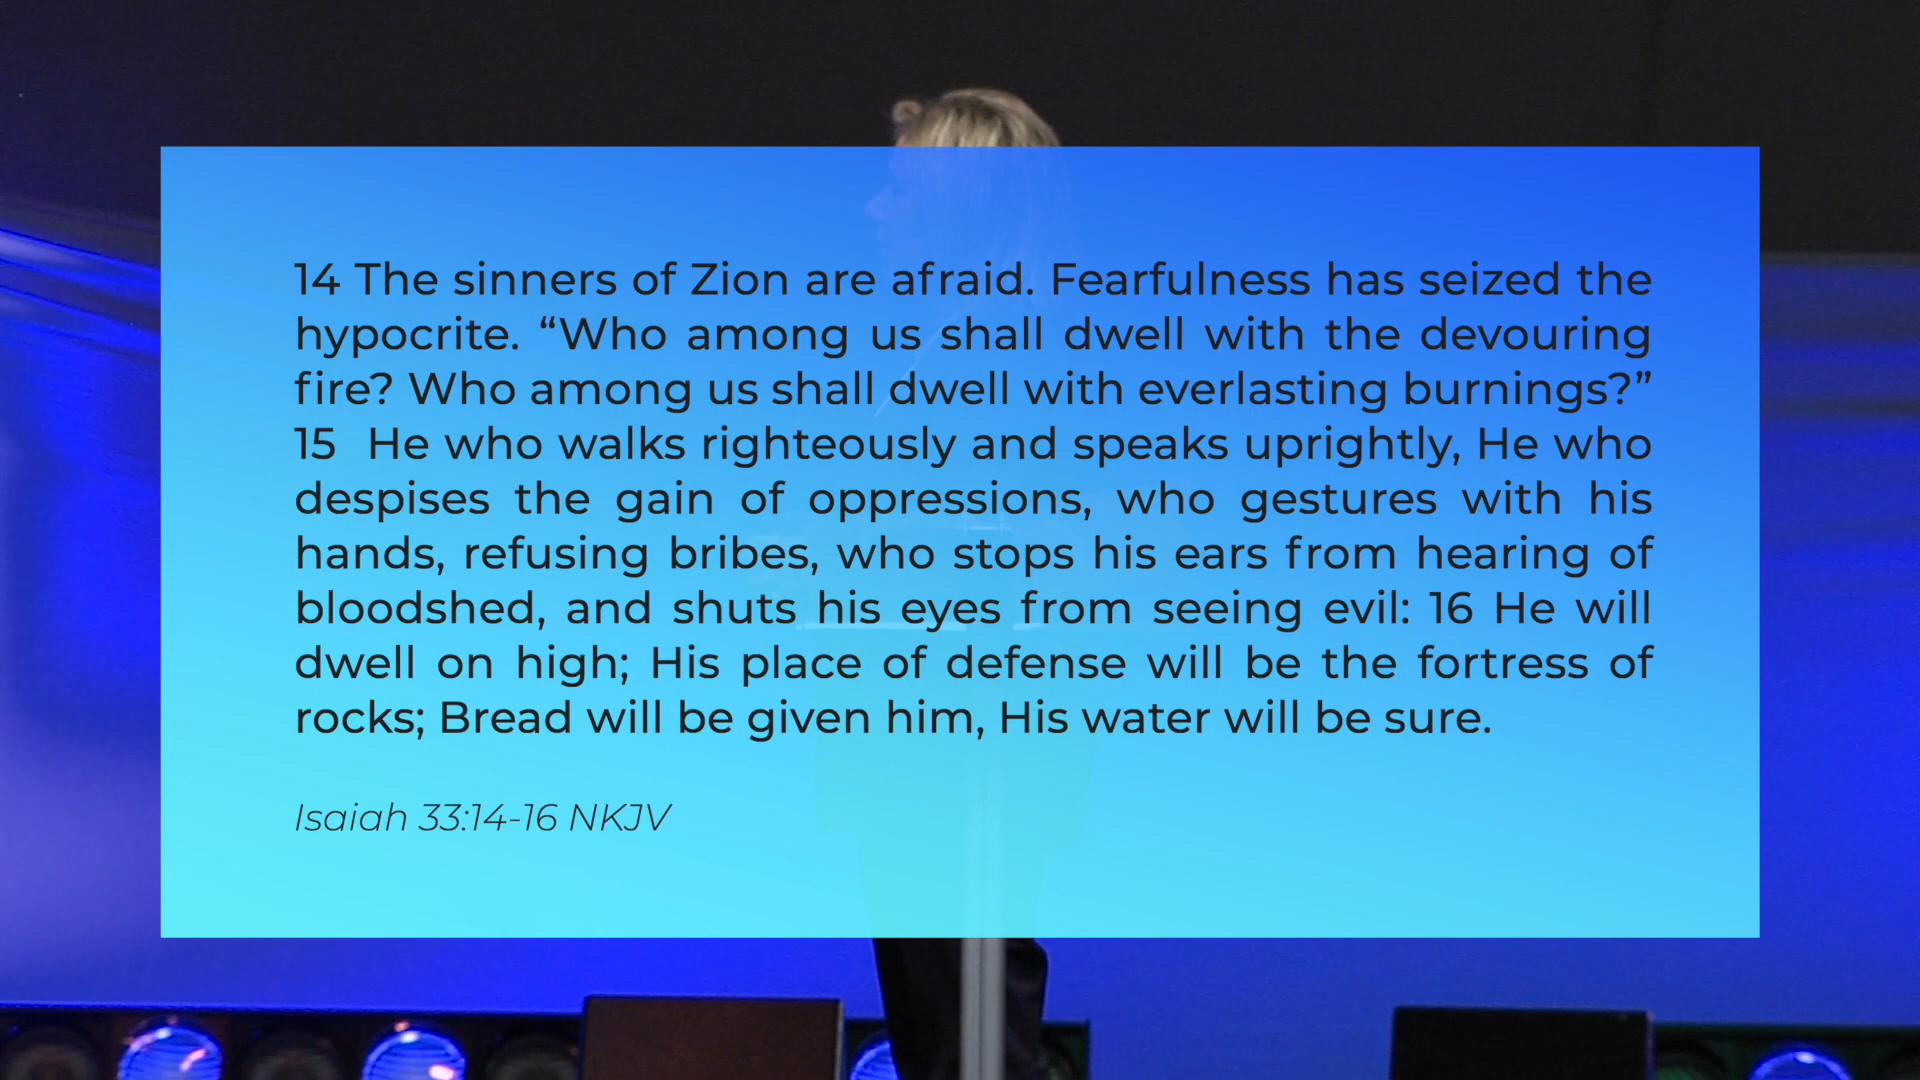 14 The sinners of Zion are afraid. Fearfulness has seized the
hypocrite. “Who among us shall dwell with the devouring
fire? Who among us shall dwell with everlasting burnings?”
15  He who walks righteously and speaks uprightly, He who
despises the gain of oppressions, who gestures with his
hands, refusing bribes, who stops his ears from hearing of
bloodshed, and shuts his eyes from seeing evil: 16 He will
dwell on high; His place of defense will be the fortress of
rocks; Bread will be given him, His water will be sure.
Isaiah 33:14-16 NKJV